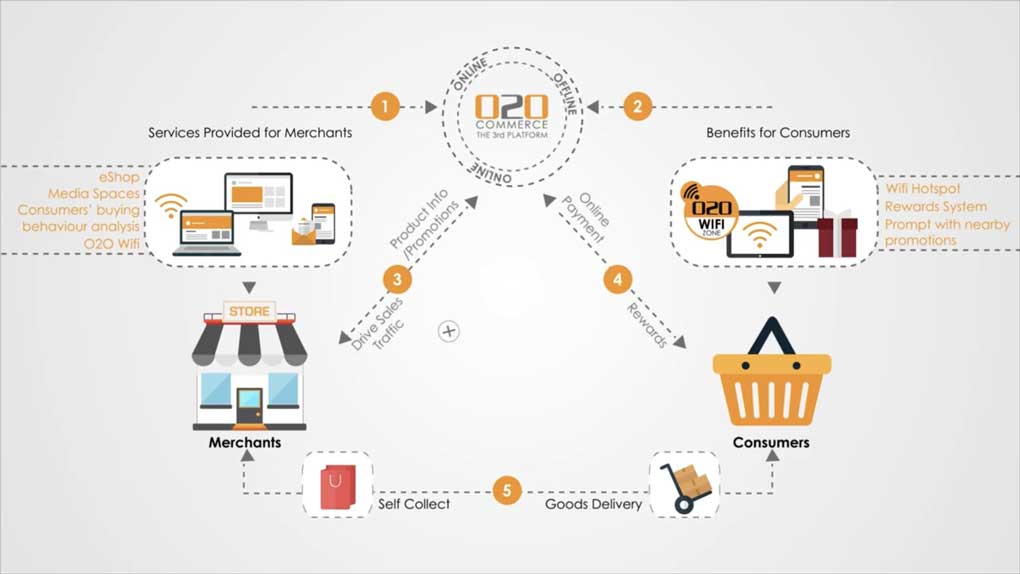 ONLINE
OFFLINE
O2O
COMMERCE
THE 3rd PLATFORM
ONLINE
1
2
Services Provided for Merchants
Benefits for Consumers
eShop
Media Spaces
Consumers' buying
behaviour analysis
O2O Wifi
O2O
WIFI
ZONE
Wifi Hotspot
Rewards System
Prompt with nearby
promotions
Product Info
/Promotions
3
Drive Sales
Traffic
Online
Payment
4
Rewards
STORE
Merchants
Consumers
Self Collect
5
Goods Delivery